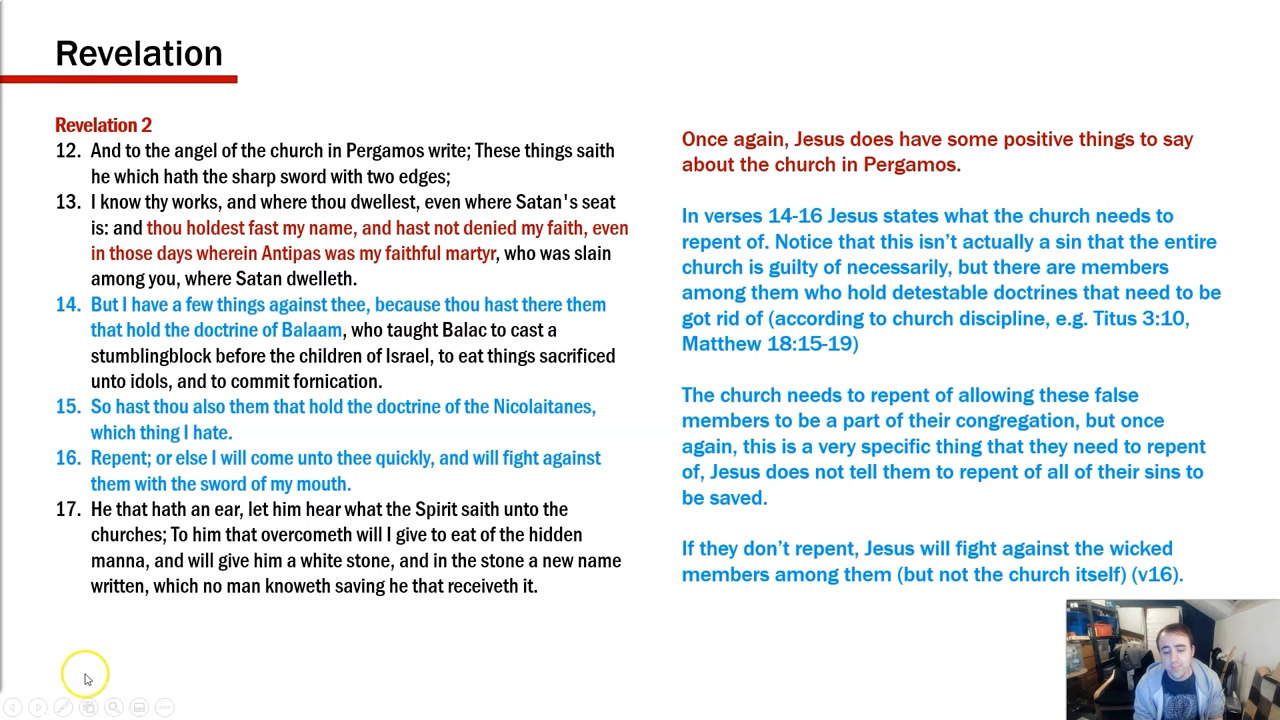 Revelation
Revelation 2
12. And to the angel of the church in Pergamos write; These things saith
he which hath the sharp sword with two edges;
13. I know thy works, and where thou dwellest, even where Satan's seat
is: and thou holdest fast my name, and hast not denied my faith, even
in those days wherein Antipas was my faithful martyr, who was slain
among you, where Satan dwelleth.
14. But I have a few things against thee, because thou hast there them
that hold the doctrine of Balaam, who taught Balac to cast a
stumblingblock before the children of Israel, to eat things sacrificed
unto idols, and to commit fornication.
15. So hast thou also them that hold the doctrine of the Nicolaitanes,
which thing I hate.
16. Repent; or else I will come unto thee quickly, and will fight against
them with the sword of my mouth.
17. He that hath an ear, let him hear what the Spirit saith unto the
churches; To him that overcometh will I give to eat of the hidden
manna, and will give him a white stone, and in the stone a new name
written, which no man knoweth saving he that receiveth it.
Once again, Jesus does have some positive things to say
about the church in Pergamos.
In verses 14-16 Jesus states what the church needs to
repent of. Notice that this isn’t actually a sin that the entire
church is guilty of necessarily, but there are members
among them who hold detestable doctrines that need to be
got rid of (according to church discipline, e.g. Titus 3:10,
Matthew 18:15-19)
The church needs to repent of allowing these false
members to be a part of their congregation, but once
again, this is a very specific thing that they need to repent
of, Jesus does not tell them to repent of all of their sins to
be saved.
If they don’t repent, Jesus will fight against the wicked
members among them (but not the church itself) (v16).